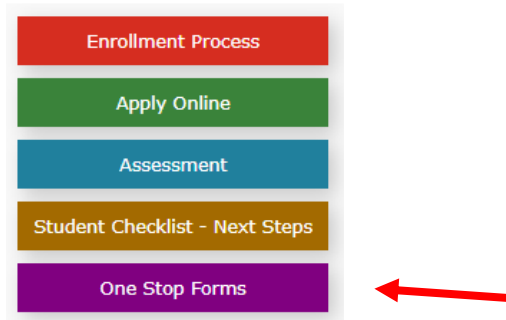 Enrollment Process
Apply Online
Assessment
Student Checklist - Next Steps
One Stop Forms